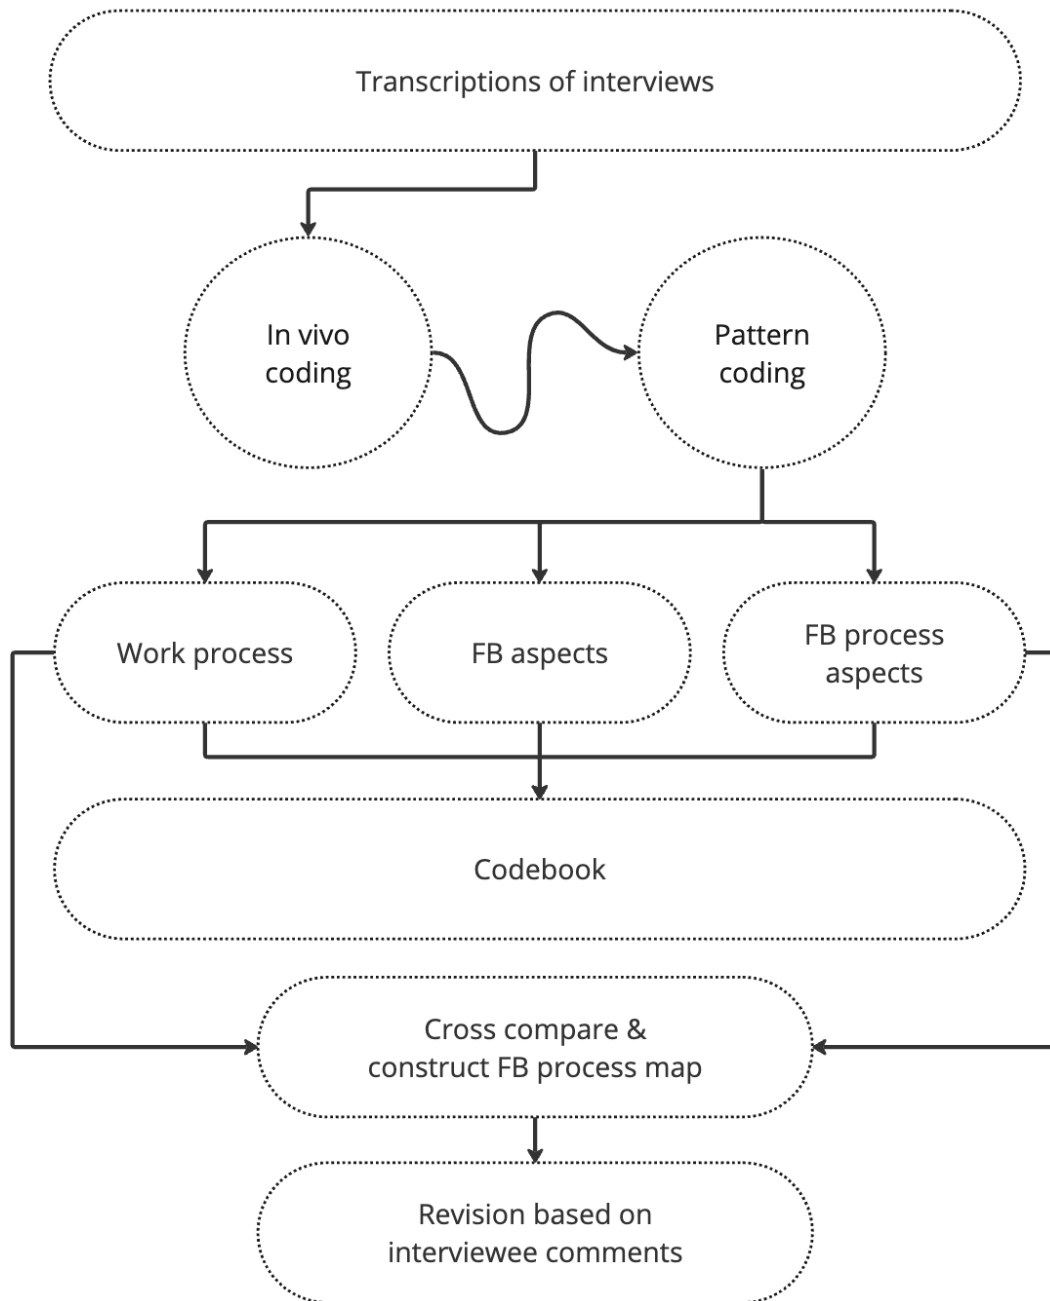 Transcriptions of interviews
In vivo
coding
Pattern
coding
Work process
FB aspects
FB process
aspects
Codebook
Cross compare &
construct FB process map
Revision based on
interviewee comments